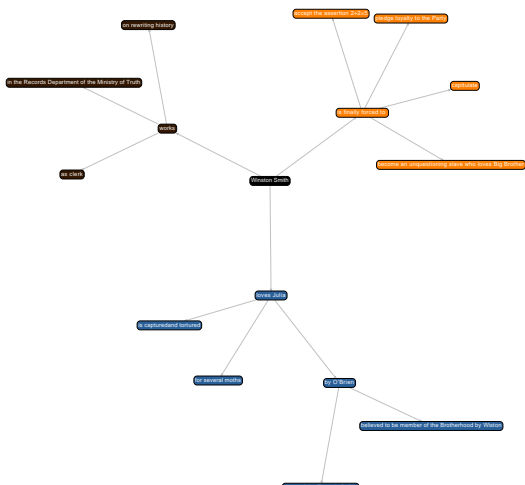 accept the assertion 2+2=5
pledge loyalty to the Party
on rewriting history
in the Records Department of the Ministry of Truth
capitulate
is finally forced to
works
become an unquestioning slave who loves Big Brother
as clerk
Winston Smith
loves Julia
is capturedand tortured
for several moths
by O'Brien
believed to be member of the Brotherhood by Wiston